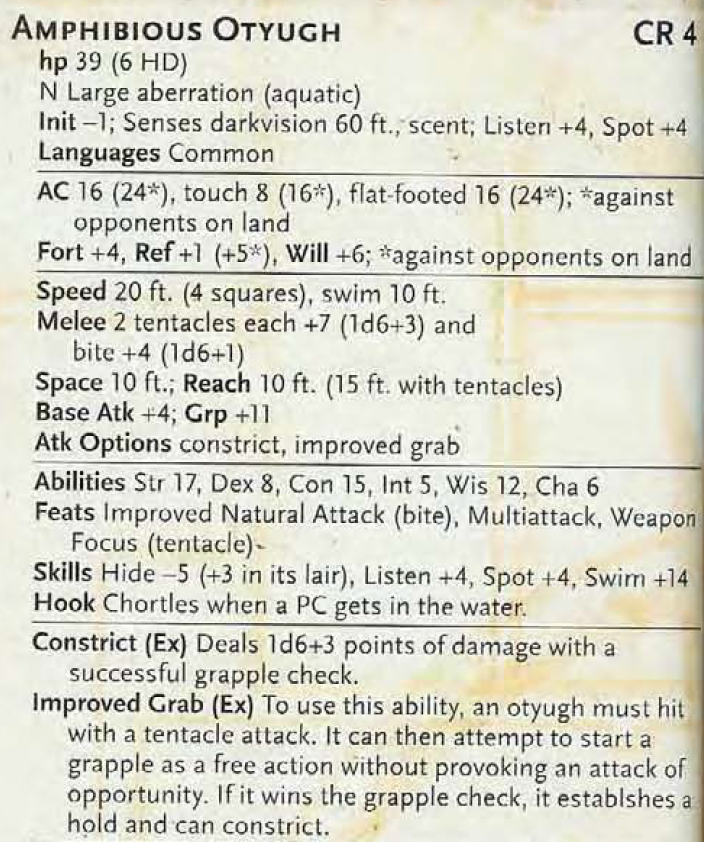 AMPHIBIOUS OTYUGH CR 4
hp 39 (6 HD)
N Large aberration (aquatic)
Init –1; Senses darkvision 60 ft., scent; Listen +4, Spot +4
Languages Common
AC 16 (24*), touch 8 (16*), flat-footed 16 (24*); *against
opponents on land
Fort +4, Ref +1 (+5*), Will +6; *against opponents on land
Speed 20 ft. (4 squares), swim 10 ft.
Melee 2 tentacles each +7 (1d6+3) and
bite +4 (1d6+1)
Space 10 ft.; Reach 10 ft. (15 ft. with tentacles)
Base Atk +4; Grp +11
Atk Options constrict, improved grab
Abilities Str 17, Dex 8, Con 15, Int 5, Wis 12, Cha 6
Feats Improved Natural Attack (bite), Multiattack, Weapon
Focus (tentacle)
Skills Hide –5 (+3 in its lair), Listen +4, Spot +4, Swim +14
Hook Chortles when a PC gets in the water.
Constrict (Ex) Deals 1d6+3 points of damage with a
successful grapple check.
Improved Grab (Ex) To use this ability, an otyugh must hit
with a tentacle attack. It can then attempt to start a
grapple as a free action without provoking an attack of
opportunity. If it wins the grapple check, it establshes a
hold and can constrict.